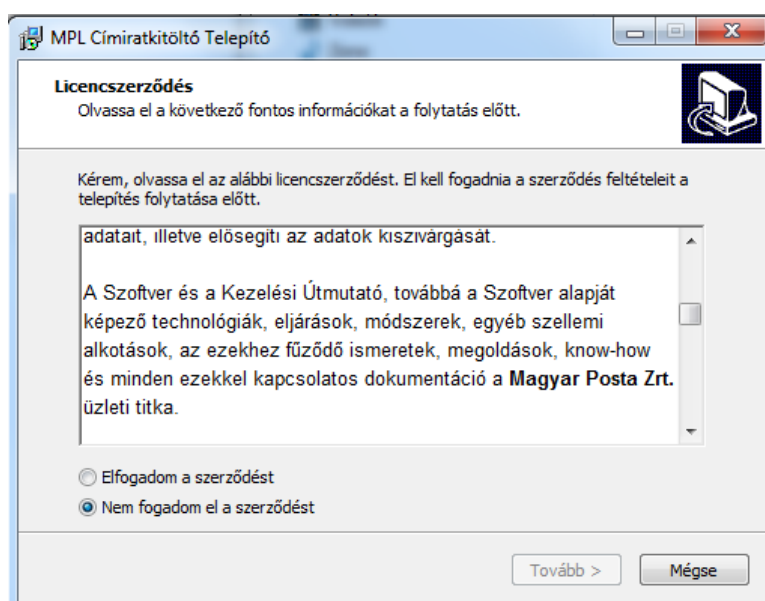 MPL Címiratkitöltő Telepítő
Licencszerződés
Olvassa el a következő fontos információkat a folytatás előtt.
Kérem, olvassa el az alábbi licencszerződést. El kell fogadnia a szerződés feltételeit a
telepítés folytatása előtt.
adatait, illetve elősegíti az adatok kiszivárgását.
A Szoftver és a Kezelési Útmutató, továbbá a Szoftver alapját
képező technológiák, eljárások, módszerek, egyéb szellemi
alkotások, az ezekhez fűződő ismeretek, megoldások, know-how
és minden ezekkel kapcsolatos dokumentáció a Magyar Posta Zrt.
üzleti titka.
Elfogadom a szerződést
Nem fogadom el a szerződést
Tovább >
Mégse